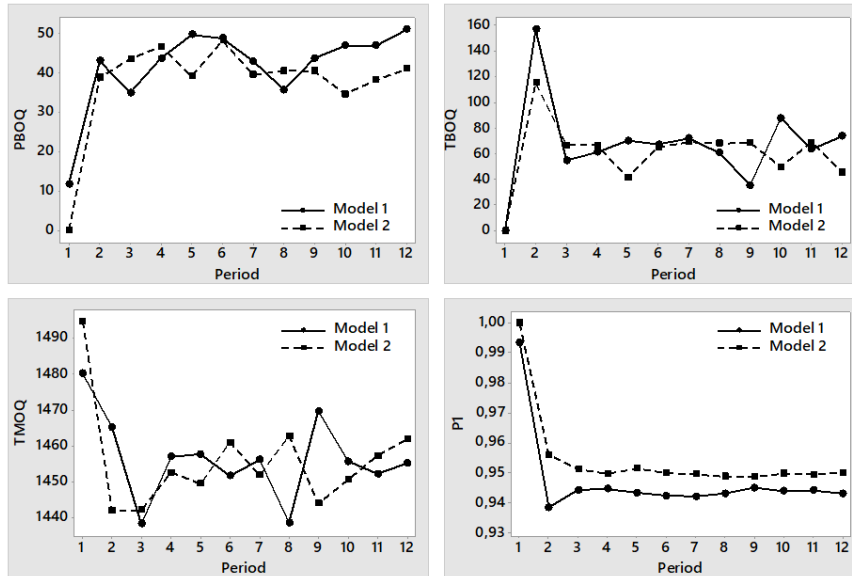 PBOQ
50
40
30
20
10
0
Model 1
Model 2
1 2 3 4 5 6 7 8 9 10 11 12
Period
TBOQ
160
140
120
100
80
60
40
20
0
Model 1
Model 2
1 2 3 4 5 6 7 8 9 10 11 12
Period
TMOQ
1490
1480
1470
1460
1450
1440
Model 1
Model 2
1 2 3 4 5 6 7 8 9 10 11 12
Period
P1
1,00
0,99
0,98
0,97
0,96
0,95
0,94
0,93
Model 1
Model 2
1 2 3 4 5 6 7 8 9 10 11 12
Period